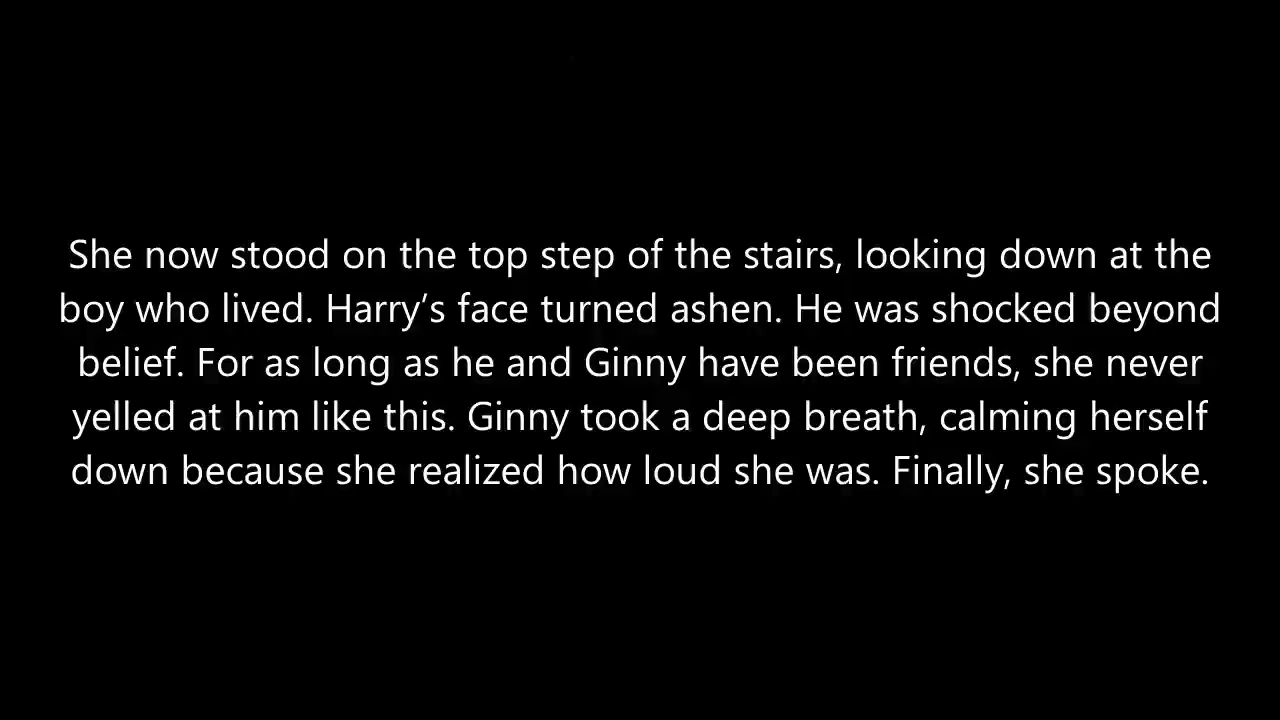 She now stood on the top step of the stairs, looking down at the
boy who lived. Harry’s face turned ashen. He was shocked beyond
belief. For as long as he and Ginny have been friends, she never
yelled at him like this. Ginny took a deep breath, calming herself
down because she realized how loud she was. Finally, she spoke.